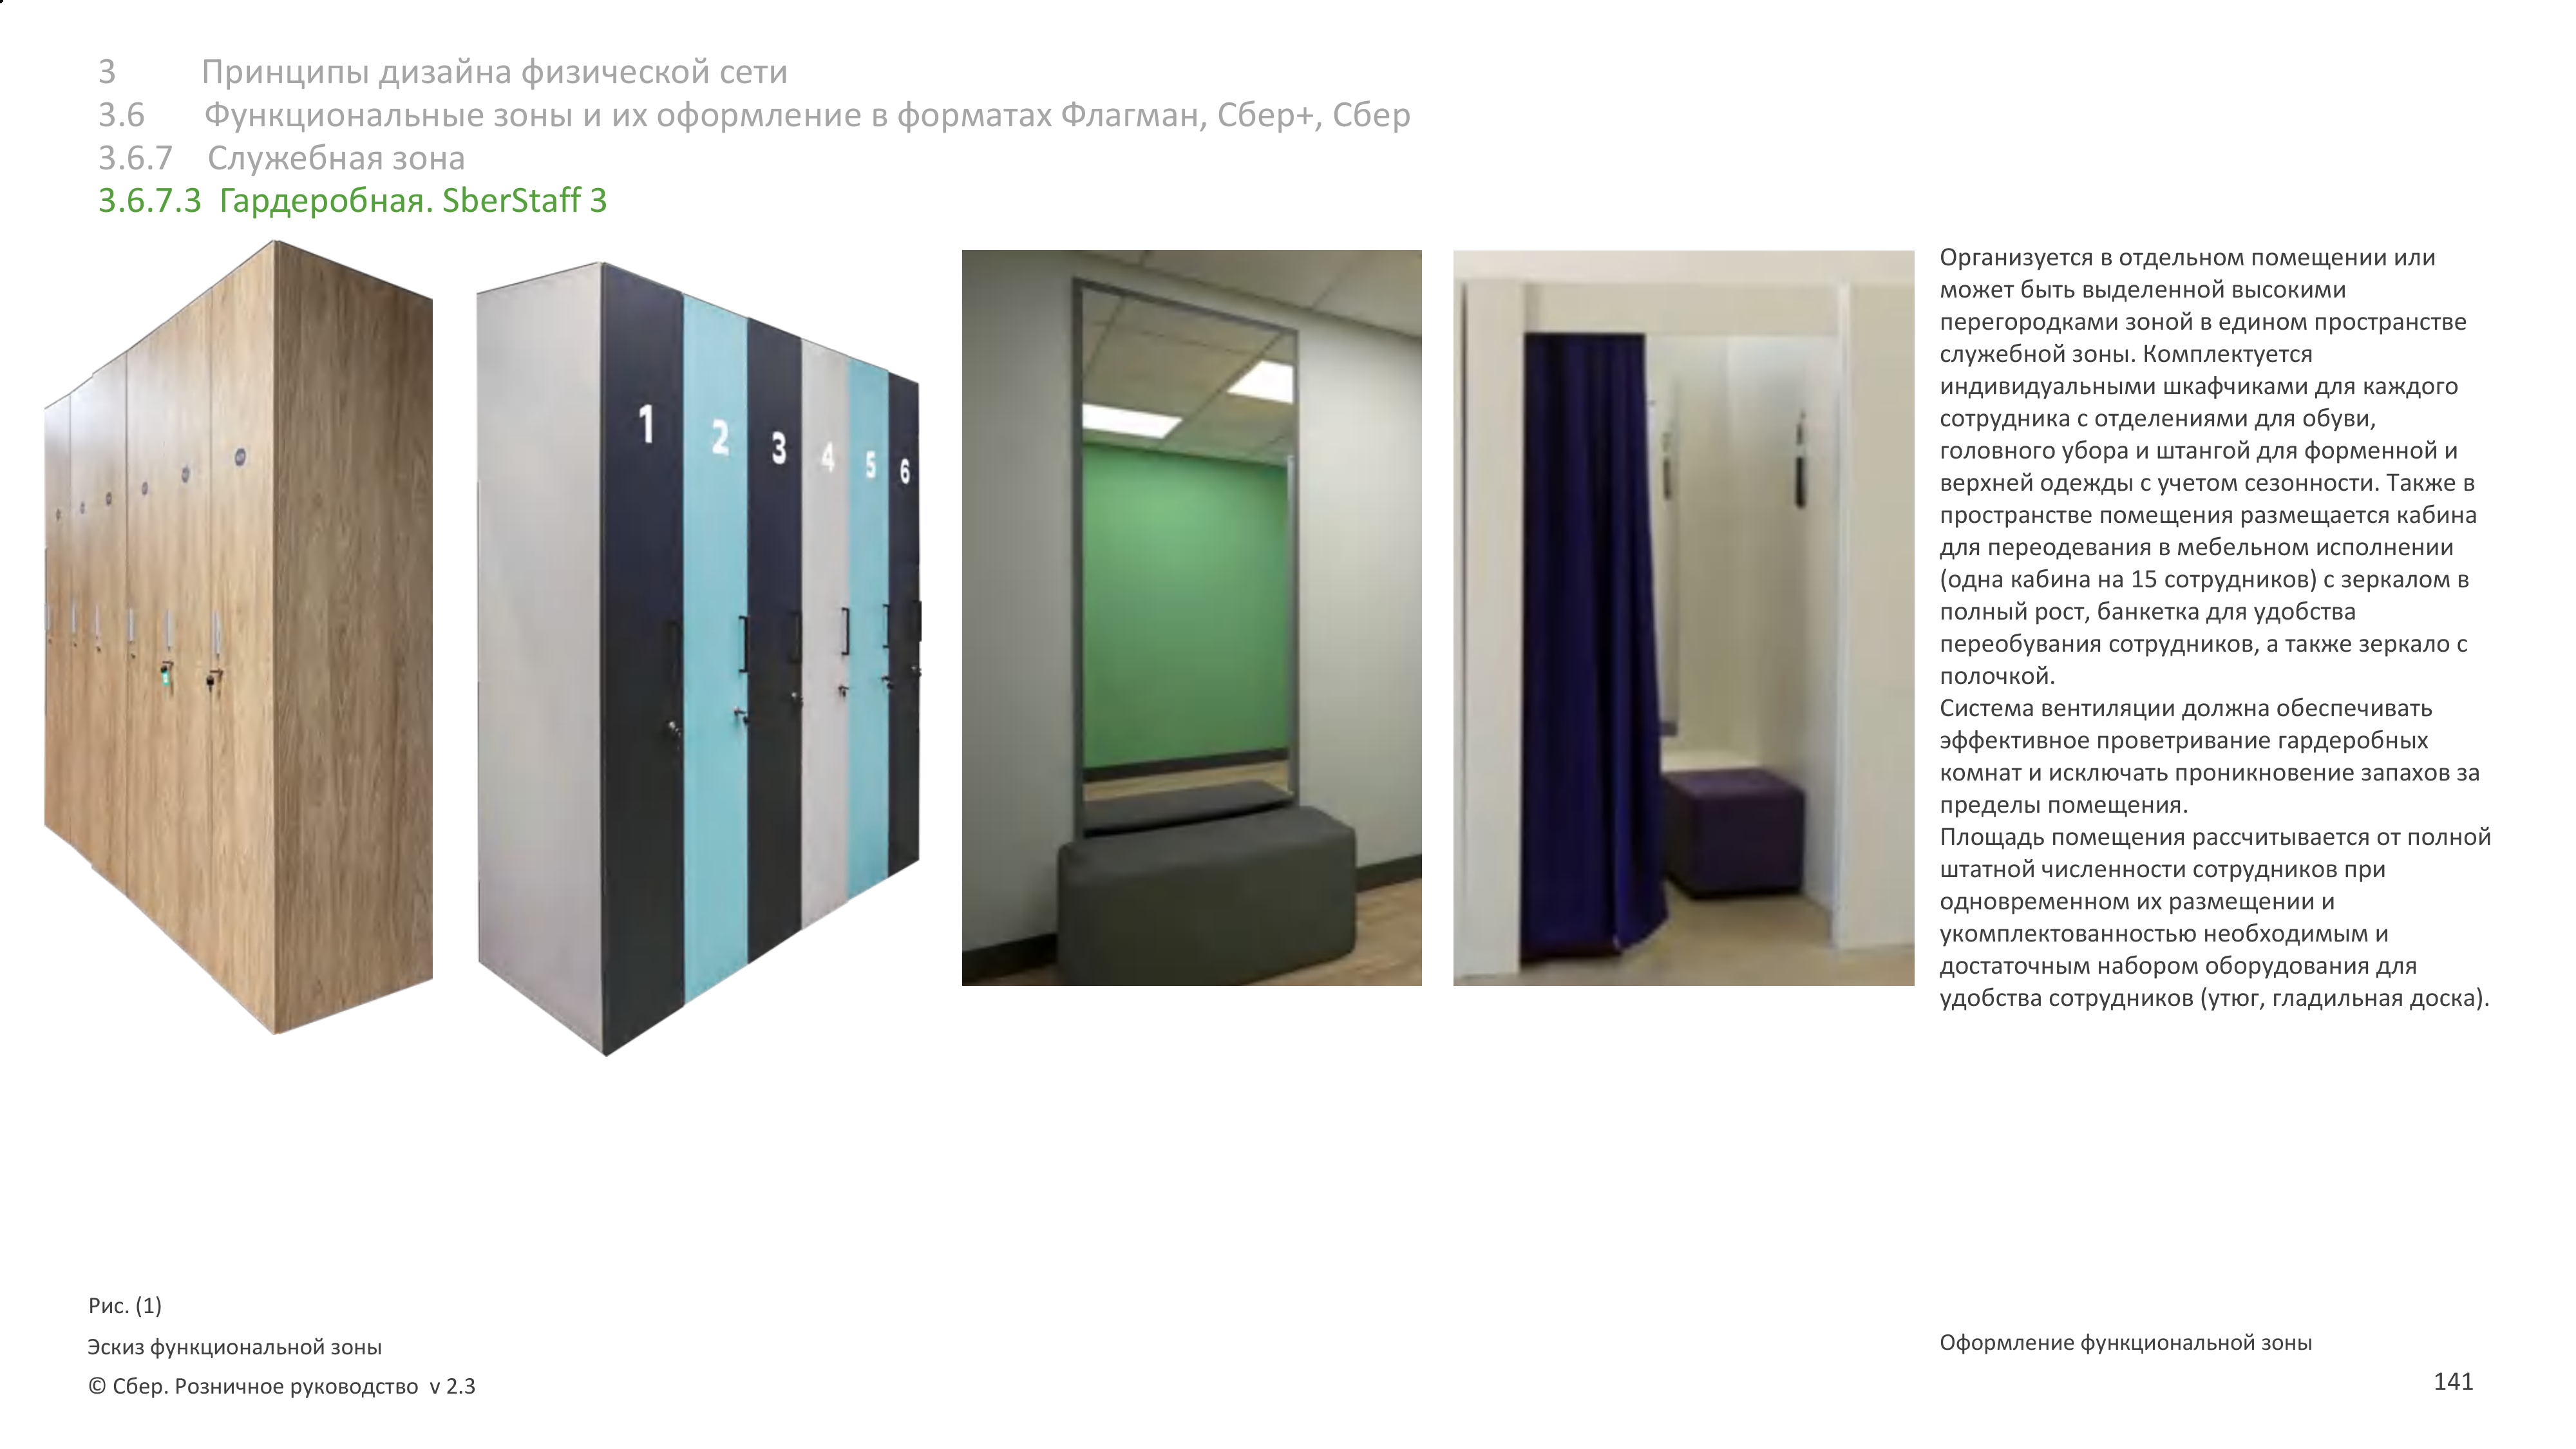 3 Принципы дизайна физической сети
3.6 Функциональные зоны и их оформление в форматах Флагман, Сбер+, Сбер
3.6.7 Служебная зона
3.6.7.3 Гардеробная. SberStaff 3
1
2
3
4
5
6
Организуется в отдельном помещении или
может быть выделенной высокими
перегородками зоной в едином пространстве
служебной зоны. Комплектуется
индивидуальными шкафчиками для каждого
сотрудника с отделениями для обуви,
головного убора и штангой для форменной и
верхней одежды с учетом сезонности. Также в
пространстве помещения размещается кабина
для переодевания в мебельном исполнении
(одна кабина на 15 сотрудников) с зеркалом в
полный рост, банкетка для удобства
переобувания сотрудников, а также зеркало с
полочкой.
Система вентиляции должна обеспечивать
эффективное проветривание гардеробных
комнат и исключать проникновение запахов за
пределы помещения.
Площадь помещения рассчитывается от полной
штатной численности сотрудников при
одновременном их размещении и
укомплектованностью необходимым и
достаточным набором оборудования для
удобства сотрудников (утюг, гладильная доска).
Рис. (1)
Эскиз функциональной зоны
© Сбер. Розничное руководство v 2.3
Оформление функциональной зоны
141